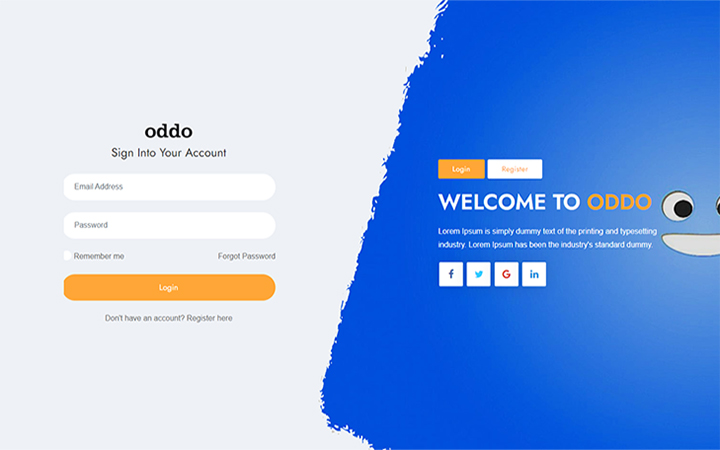 oddo
Sign Into Your Account
Email Address
Password
Remember me Forgot Password
Login
Don't have an account? Register here
Login Register
WELCOME TO ODDO
Lorem Ipsum is simply dummy text of the printing and typesetting
industry. Lorem Ipsum has been the industry's standard dummy.
f G in